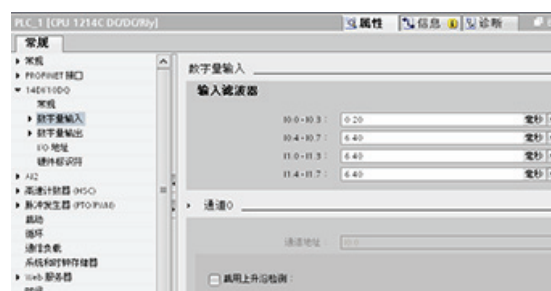 PLC_1 [CPU 1214C DC/DC/Rly]
属性
信息
诊断
常规
常规
PROFINET 接口
14DI/10DO
常规
数字量输入
数字量输出
I/O 地址
硬件标识符
AI2
高速计数器 (HSC)
脉冲发生器 (PTO/PWM)
启动
循环
通信负载
系统和时钟存储器
Web 服务器
时间
数字量输入
输入滤波器
I0.0-I0.3: 0.20 毫秒
I0.4-I0.7: 6.40 毫秒
I1.0-I1.3: 6.40 毫秒
I1.4-I1.7: 6.40 毫秒
通道0
通道地址: I0.0
启用上升沿检测: